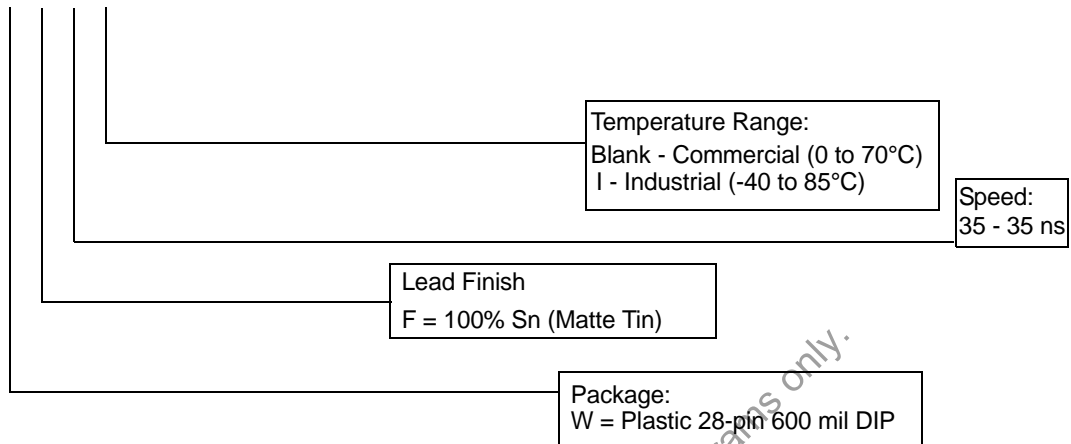 Temperature Range:
Blank - Commercial (0 to 70°C)
I - Industrial (-40 to 85°C)
Speed:
35 - 35 ns
Lead Finish
F = 100% Sn (Matte Tin)
Package:
W = Plastic 28-pin 600 mil DIP
only.